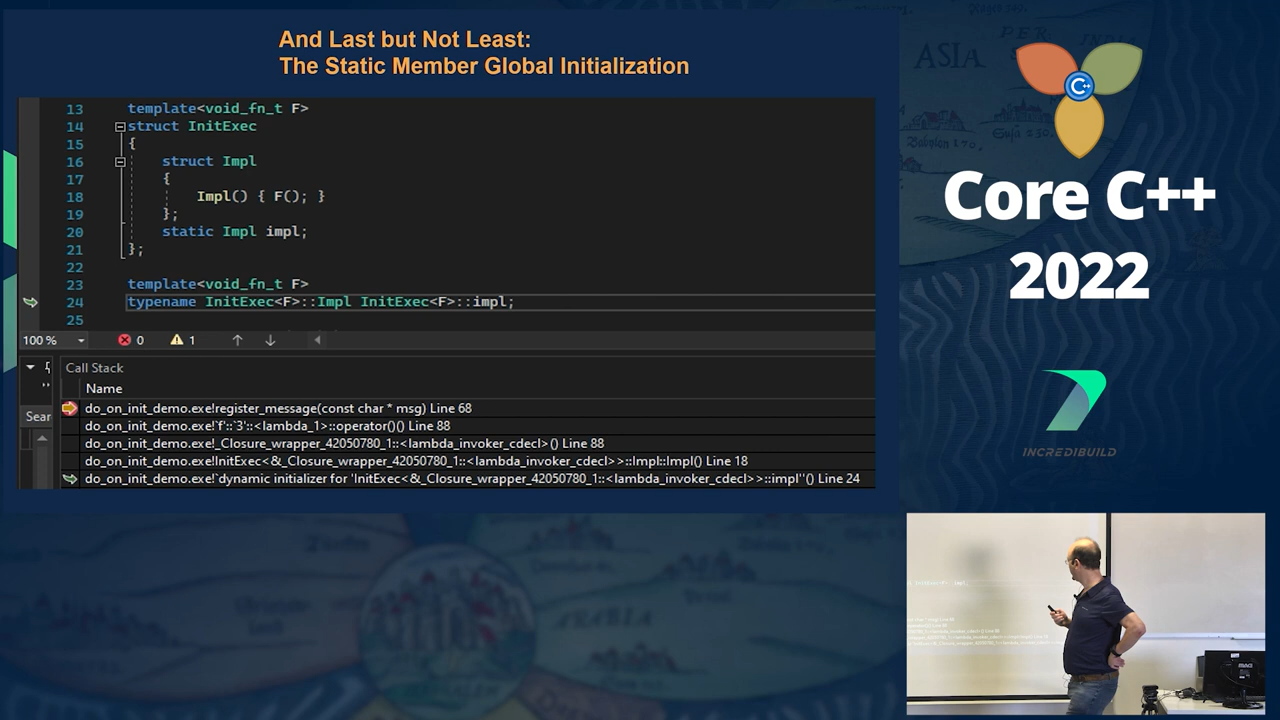 And Last but Not Least:
The Static Member Global Initialization
13 template<void_fn_t F>
14 struct InitExec
15 {
16 struct Impl
17 {
18 Impl() { F(); }
19 };
20 static Impl impl;
21 };
22
23 template<void_fn_t F>
24 typename InitExec<F>::Impl InitExec<F>::impl;
25
100 % 0 1
Call Stack
Name
Sear
do_on_init_demo.exe!register_message(const char * msg) Line 68
do_on_init_demo.exe!`f'::`3'::<lambda_1>::operator()() Line 88
do_on_init_demo.exe!_Closure_wrapper_42050780_1::<lambda_invoker_cdecl>() Line 88
do_on_init_demo.exe!InitExec<&_Closure_wrapper_42050780_1::<lambda_invoker_cdecl>>::Impl::Impl() Line 18
do_on_init_demo.exe!`dynamic initializer for 'InitExec<&_Closure_wrapper_42050780_1::<lambda_invoker_cdecl>>::impl''() Line 24
ASIA
PER
INDIA
Babylon
C++
Core C++
2022
INCREDIBUILD